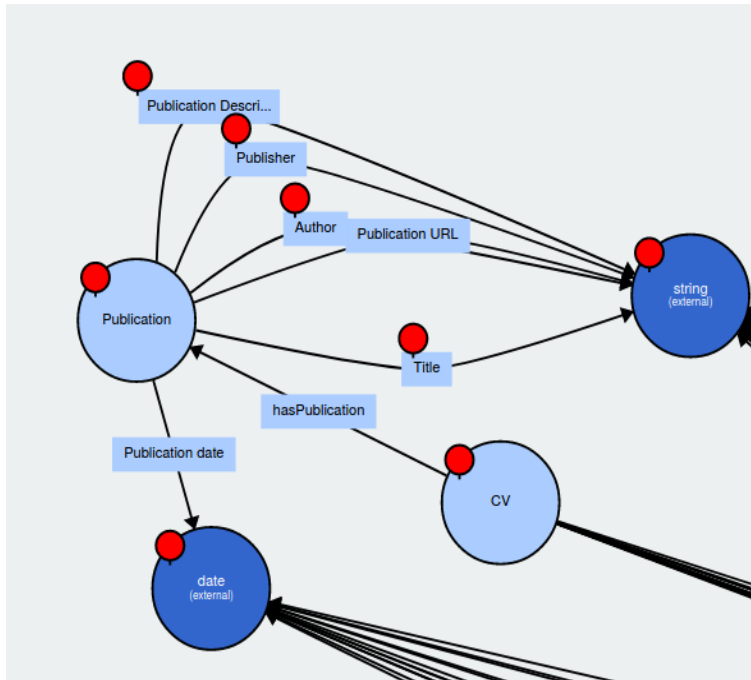 Publication Descri...
Publisher
Author
Publication URL
string
(external)
Publication
Title
hasPublication
Publication date
CV
date
(external)